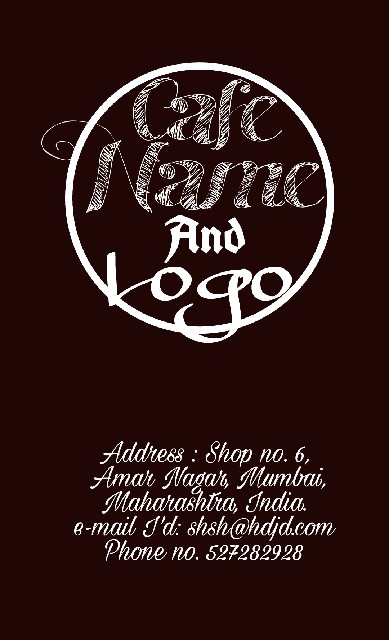 Cafe
Name
And
Logo
Address : Shop no. 6,
Amar Nagar, Mumbai,
Maharashtra, India.
e-mail I'd: shsh@hdjd.com
Phone no. 527282928